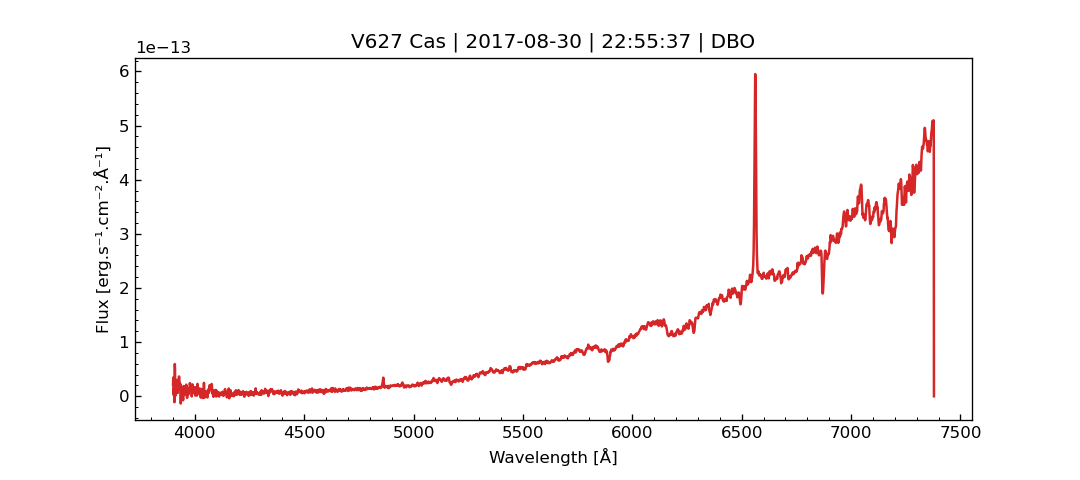 V627 Cas | 2017-08-30 | 22:55:37 | DBO
1e−13
6
5
4
3
2
1
0
Flux [erg.s⁻¹.cm⁻².Å⁻¹]
4000 4500 5000 5500 6000 6500 7000 7500
Wavelength [Å]